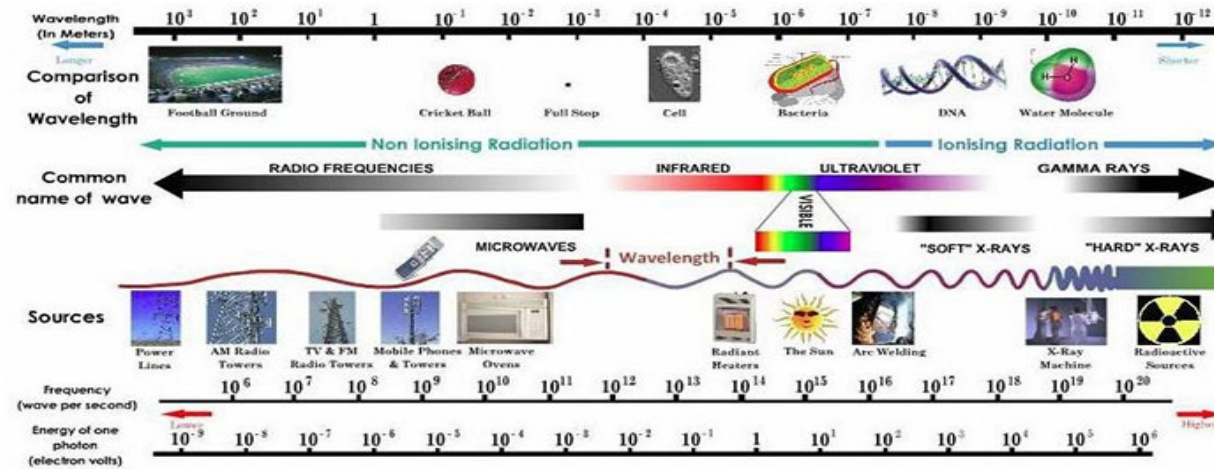 Wavelength
(In Meters)
10³ 10² 10¹ 1 10⁻¹ 10⁻² 10⁻³ 10⁻⁴ 10⁻⁵ 10⁻⁶ 10⁻⁷ 10⁻⁸ 10⁻⁹ 10⁻¹⁰ 10⁻¹¹ 10⁻¹²
Longer
Shorter
Comparison
of
Wavelength
Football Ground
Cricket Ball
Full Stop
Cell
Bacteria
DNA
H
H O
Water Molecule
Non Ionising Radiation
Ionising Radiation
Common
name of wave
RADIO FREQUENCIES
INFRARED
ULTRAVIOLET
GAMMA RAYS
VISIBLE
MICROWAVES
"SOFT" X-RAYS
"HARD" X-RAYS
Wavelength
Sources
Power
Lines
AM Radio
Towers
TV & FM
Radio Towers
Mobile Phones
& Towers
Microwave
Ovens
Radiant
Heaters
The Sun
Arc Welding
X-Ray
Machine
Radioactive
Sources
Frequency
(wave per second)
10⁶ 10⁷ 10⁸ 10⁹ 10¹⁰ 10¹¹ 10¹² 10¹³ 10¹⁴ 10¹⁵ 10¹⁶ 10¹⁷ 10¹⁸ 10¹⁹ 10²⁰
Lower
Higher
Energy of one
photon
(electron volts)
10⁻⁹ 10⁻⁸ 10⁻⁷ 10⁻⁶ 10⁻⁵ 10⁻⁴ 10⁻³ 10⁻² 10⁻¹ 1 10¹ 10² 10³ 10⁴ 10⁵ 10⁶